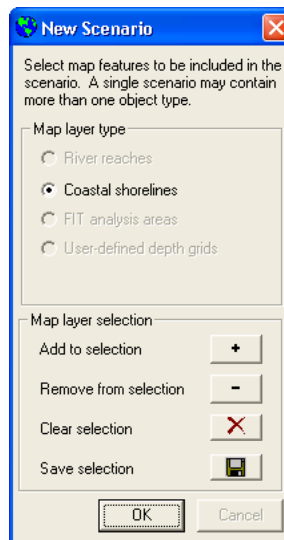 New Scenario
Select map features to be included in the
scenario. A single scenario may contain
more than one object type.
Map layer type
River reaches
Coastal shorelines
FIT analysis areas
User-defined depth grids
Map layer selection
Add to selection +
Remove from selection -
Clear selection
Save selection
OK Cancel